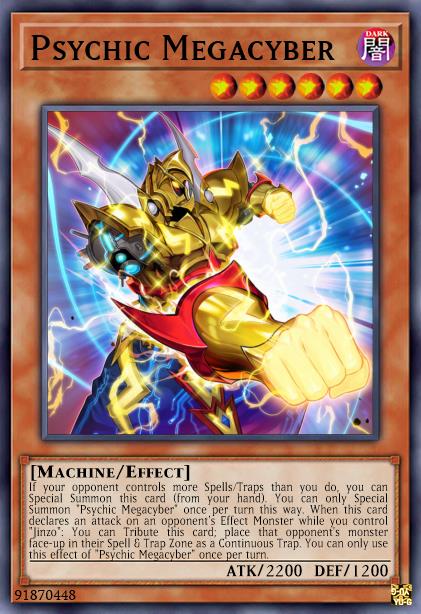 PSYCHIC MEGACYBER
DARK
闇
[MACHINE/EFFECT]
If your opponent controls more Spells/Traps than you do, you can
Special Summon this card (from your hand). You can only Special
Summon "Psychic Megacyber" once per turn this way. When this card
declares an attack on an opponent's Effect Monster while you control
"Jinzo": You can Tribute this card; place that opponent's monster
face-up in their Spell & Trap Zone as a Continuous Trap. You can only use
this effect of "Psychic Megacyber" once per turn.
ATK/2200 DEF/1200
91870448